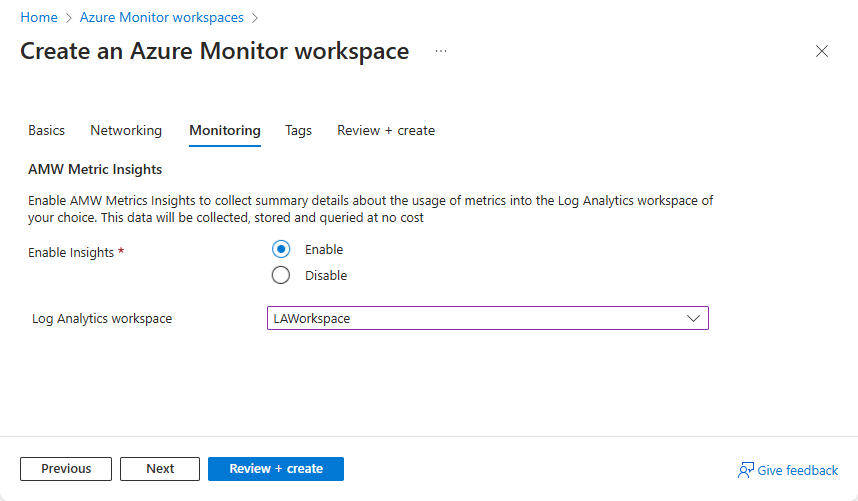 Home > Azure Monitor workspaces >
Create an Azure Monitor workspace ...
Basics Networking Monitoring Tags Review + create
AMW Metric Insights
Enable AMW Metrics Insights to collect summary details about the usage of metrics into the Log Analytics workspace of
your choice. This data will be collected, stored and queried at no cost
Enable Insights *
Enable
Disable
Log Analytics workspace
LAWorkspace
Previous Next Review + create Give feedback